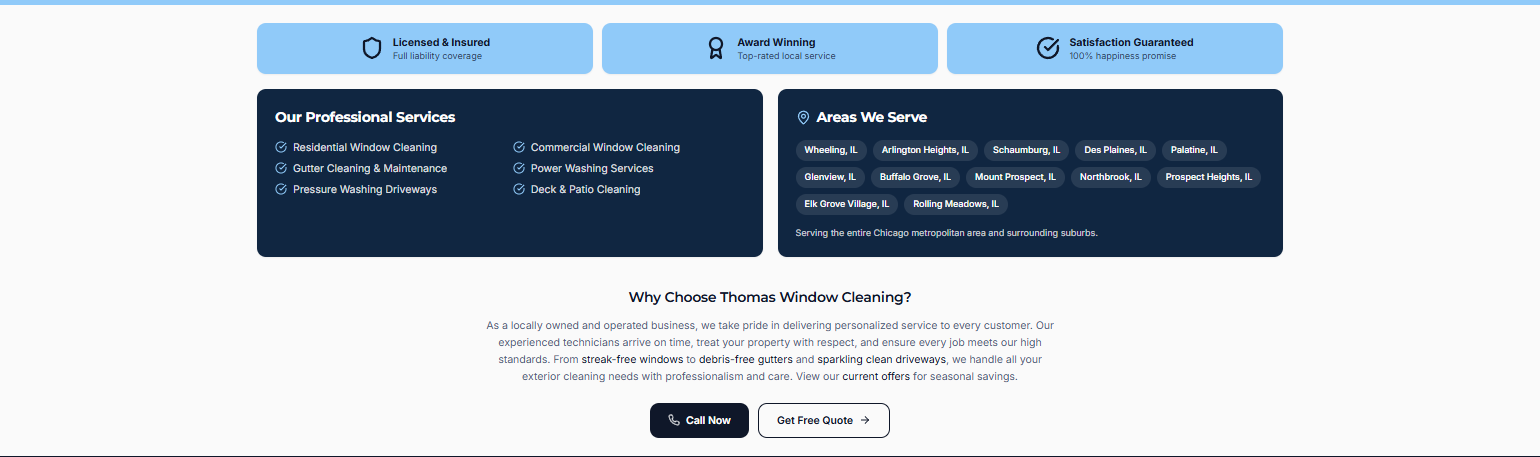 Licensed & Insured
Full liability coverage
Award Winning
Top-rated local service
Satisfaction Guaranteed
100% happiness promise
Our Professional Services
Residential Window Cleaning
Commercial Window Cleaning
Gutter Cleaning & Maintenance
Power Washing Services
Pressure Washing Driveways
Deck & Patio Cleaning
Areas We Serve
Wheeling, IL
Arlington Heights, IL
Schaumburg, IL
Des Plaines, IL
Palatine, IL
Glenview, IL
Buffalo Grove, IL
Mount Prospect, IL
Northbrook, IL
Prospect Heights, IL
Elk Grove Village, IL
Rolling Meadows, IL
Serving the entire Chicago metropolitan area and surrounding suburbs.
Why Choose Thomas Window Cleaning?
As a locally owned and operated business, we take pride in delivering personalized service to every customer. Our
experienced technicians arrive on time, treat your property with respect, and ensure every job meets our high
standards. From streak-free windows to debris-free gutters and sparkling clean driveways, we handle all your
exterior cleaning needs with professionalism and care. View our current offers for seasonal savings.
Call Now
Get Free Quote